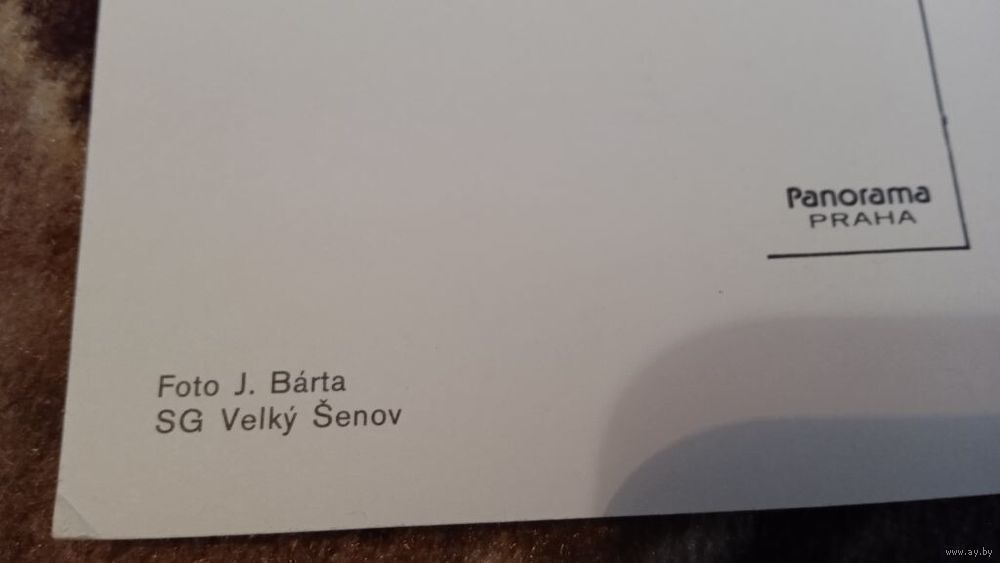 Panorama
PRAHA
Foto J. Bárta
SG Velký Šenov
www.ay.by